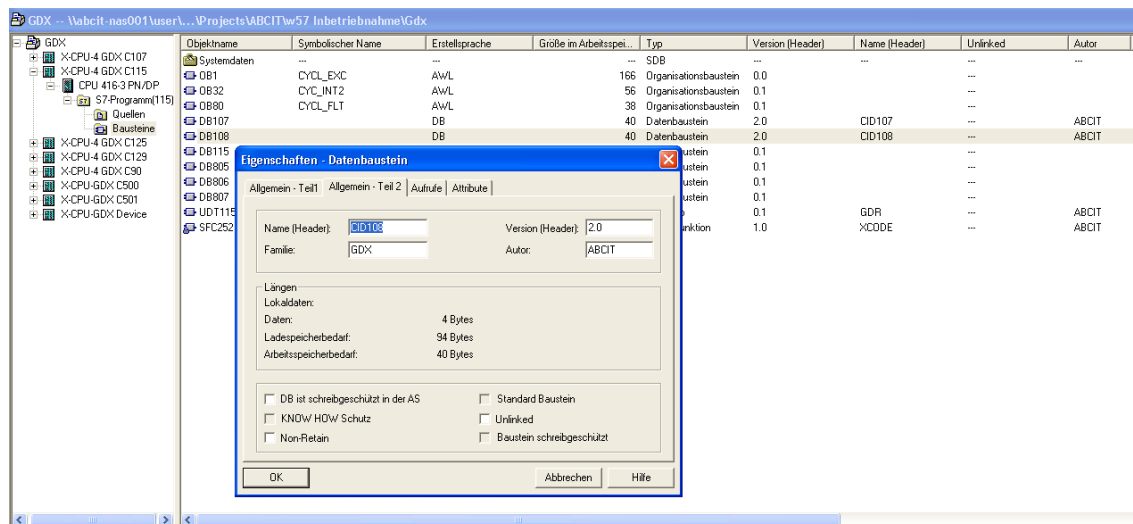 GDX -- \\abcit-nas001\user\...\Projects\ABCIT\w57 Inbetriebnahme\Gdx
GDX
X-CPU-4 GDX C107
X-CPU-4 GDX C115
CPU 416-3 PN/DP
S7-Programm(115)
Quellen
Bausteine
X-CPU-4 GDX C125
X-CPU-4 GDX C129
X-CPU-4 GDX C90
X-CPU-GDX C500
X-CPU-GDX C501
X-CPU-GDX Device
Objektname Symbolischer Name Erstellsprache Größe im Arbeitsspei... Typ Version (Header) Name (Header) Unlinked Autor
Systemdaten --- --- --- SDB --- --- --- ---
OB1 CYCL_EXC AWL 166 Organisationsbaustein 0.0 ---
OB32 CYC_INT2 AWL 56 Organisationsbaustein 0.1 ---
OB80 CYCL_FLT AWL 38 Organisationsbaustein 0.1 ---
DB107 DB 40 Datenbaustein 2.0 CID107 --- ABCIT
DB108 DB 40 Datenbaustein 2.0 CID108 --- ABCIT
DB115 ustein 0.1 ---
DB805 ustein 0.1 ---
DB806 ustein 0.1 ---
DB807 ustein 0.1 ---
UDT115 0.1 GDR --- ABCIT
SFC252 nktion 1.0 XCODE --- ABCIT
Eigenschaften - Datenbaustein
Allgemein - Teil1 Allgemein - Teil 2 Aufrufe Attribute
Name (Header): CID108 Version (Header): 2.0
Familie: GDX Autor: ABCIT
Längen
Lokaldaten:
Daten: 4 Bytes
Ladespeicherbedarf: 94 Bytes
Arbeitsspeicherbedarf: 40 Bytes
DB ist schreibgeschützt in der AS Standard Baustein
KNOW HOW Schutz Unlinked
Non-Retain Baustein schreibgeschützt
OK Abbrechen Hilfe